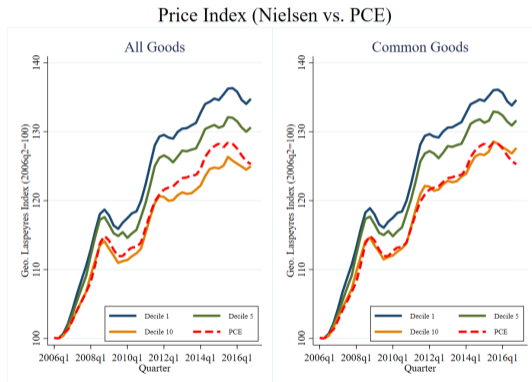 Price Index (Nielsen vs. PCE)
All Goods
Geo. Laspeyres Index (2006q2=100)
140
130
120
110
100
Decile 1
Decile 5
Decile 10
PCE
2006q1
2008q1
2010q1
2012q1
2014q1
2016q1
Quarter
Common Goods
Geo. Laspeyres Index (2006q2=100)
140
130
120
110
100
Decile 1
Decile 5
Decile 10
PCE
2006q1
2008q1
2010q1
2012q1
2014q1
2016q1
Quarter